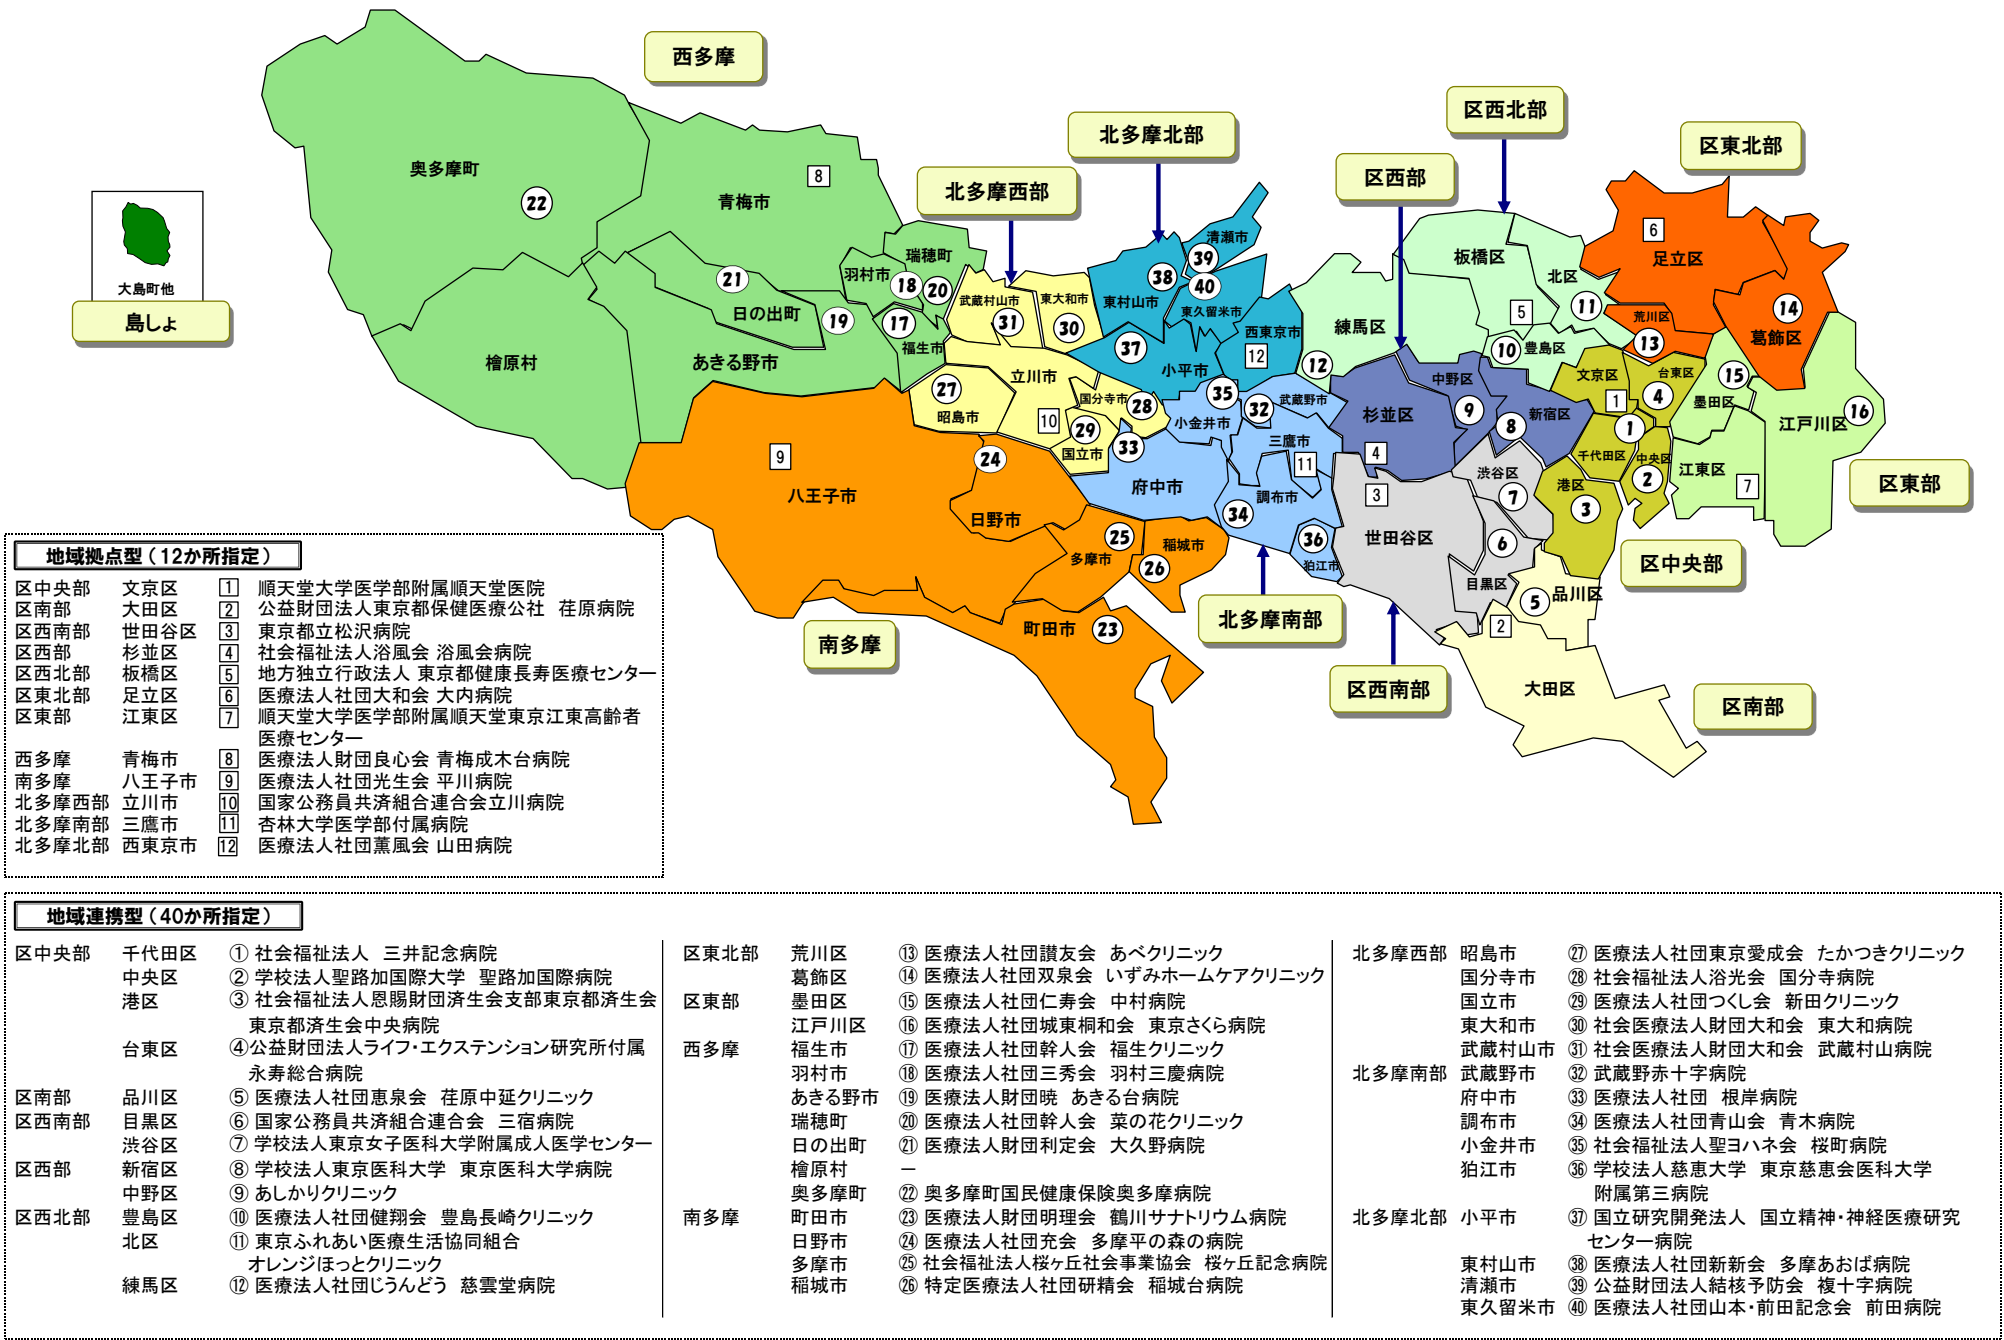 西多摩
北多摩北部
北多摩西部
区西北部
区西部
区東北部
奥多摩町
22
青梅市
8
大島町他
島しょ
檜原村
21
日の出町
19
あきる野市
羽村市
18
瑞穂町
20
17
福生市
武蔵村山市
31
東大和市
30
清瀬市
39
38
40
東村山市
東久留米市
37
小平市
西東京市
12
板橋区
北区
11
5
練馬区
12
10
豊島区
6
足立区
荒川区
13
14
葛飾区
27
昭島市
立川市
10
国分寺市
28
29
国立市
33
35
小金井市
32
武蔵野市
三鷹市
11
府中市
調布市
34
36
狛江市
中野区
9
杉並区
4
新宿区
8
文京区
1
台東区
4
1
千代田区
中央区
2
港区
3
15
墨田区
江東区
7
江戸川区
16
区東部
9
八王子市
24
日野市
25
多摩市
稲城市
26
町田市
23
南多摩
北多摩南部
3
世田谷区
渋谷区
7
6
目黒区
区西南部
区中央部
5
品川区
2
大田区
区南部
地域拠点型(12か所指定)
区中央部 文京区 1 順天堂大学医学部附属順天堂医院
区南部 大田区 2 公益財団法人東京都保健医療公社 荏原病院
区西南部 世田谷区 3 東京都立松沢病院
区西部 杉並区 4 社会福祉法人浴風会 浴風会病院
区西北部 板橋区 5 地方独立行政法人 東京都健康長寿医療センター
区東北部 足立区 6 医療法人社団大和会 大内病院
区東部 江東区 7 順天堂大学医学部附属順天堂東京江東高齢者
医療センター
西多摩 青梅市 8 医療法人財団良心会 青梅成木台病院
南多摩 八王子市 9 医療法人社団光生会 平川病院
北多摩西部 立川市 10 国家公務員共済組合連合会立川病院
北多摩南部 三鷹市 11 杏林大学医学部付属病院
北多摩北部 西東京市 12 医療法人社団薫風会 山田病院
地域連携型(40か所指定)
区中央部 千代田区 ① 社会福祉法人 三井記念病院
中央区 ② 学校法人聖路加国際大学 聖路加国際病院
港区 ③ 社会福祉法人恩賜財団済生会支部東京都済生会
東京都済生会中央病院
台東区 ④公益財団法人ライフ・エクステンション研究所付属
永寿総合病院
区南部 品川区 ⑤ 医療法人社団恵泉会 荏原中延クリニック
区西南部 目黒区 ⑥ 国家公務員共済組合連合会 三宿病院
渋谷区 ⑦ 学校法人東京女子医科大学附属成人医学センター
区西部 新宿区 ⑧ 学校法人東京医科大学 東京医科大学病院
中野区 ⑨ あしかりクリニック
区西北部 豊島区 ⑩ 医療法人社団健翔会 豊島長崎クリニック
北区 ⑪ 東京ふれあい医療生活協同組合
オレンジほっとクリニック
練馬区 ⑫ 医療法人社団じうんどう 慈雲堂病院
区東北部 荒川区 ⑬ 医療法人社団讃友会 あべクリニック
葛飾区 ⑭ 医療法人社団双泉会 いずみホームケアクリニック
区東部 墨田区 ⑮ 医療法人社団仁寿会 中村病院
江戸川区 ⑯ 医療法人社団城東桐和会 東京さくら病院
西多摩 福生市 ⑰ 医療法人社団幹人会 福生クリニック
羽村市 ⑱ 医療法人社団三秀会 羽村三慶病院
あきる野市 ⑲ 医療法人財団暁 あきる台病院
瑞穂町 ⑳ 医療法人社団幹人会 菜の花クリニック
日の出町 ㉑ 医療法人財団利定会 大久野病院
檜原村 －
奥多摩町 ㉒ 奥多摩町国民健康保険奥多摩病院
南多摩 町田市 ㉓ 医療法人財団明理会 鶴川サナトリウム病院
日野市 ㉔ 医療法人社団充会 多摩平の森の病院
多摩市 ㉕ 社会福祉法人桜ヶ丘社会事業協会 桜ヶ丘記念病院
稲城市 ㉖ 特定医療法人社団研精会 稲城台病院
北多摩西部 昭島市 ㉗ 医療法人社団東京愛成会 たかつきクリニック
国分寺市 ㉘ 社会福祉法人浴光会 国分寺病院
国立市 ㉙ 医療法人社団つくし会 新田クリニック
東大和市 ㉚ 社会医療法人財団大和会 東大和病院
武蔵村山市 ㉛ 社会医療法人財団大和会 武蔵村山病院
北多摩南部 武蔵野市 ㉜ 武蔵野赤十字病院
府中市 ㉝ 医療法人社団 根岸病院
調布市 ㉞ 医療法人社団青山会 青木病院
小金井市 ㉟ 社会福祉法人聖ヨハネ会 桜町病院
狛江市 ㊱ 学校法人慈恵大学 東京慈恵会医科大学
附属第三病院
北多摩北部 小平市 ㊲ 国立研究開発法人 国立精神・神経医療研究
センター病院
東村山市 ㊳ 医療法人社団新新会 多摩あおば病院
清瀬市 ㊴ 公益財団法人結核予防会 複十字病院
東久留米市 ㊵ 医療法人社団山本・前田記念会 前田病院